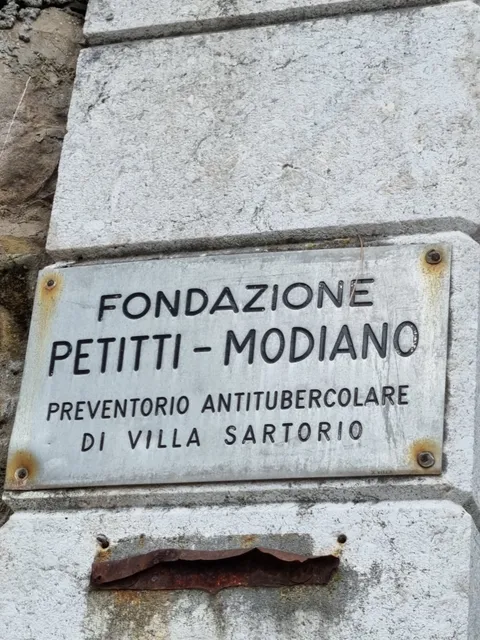 FONDAZIONE
PETITTI - MODIANO
PREVENTORIO ANTITUBERCOLARE
DI VILLA SARTORIO